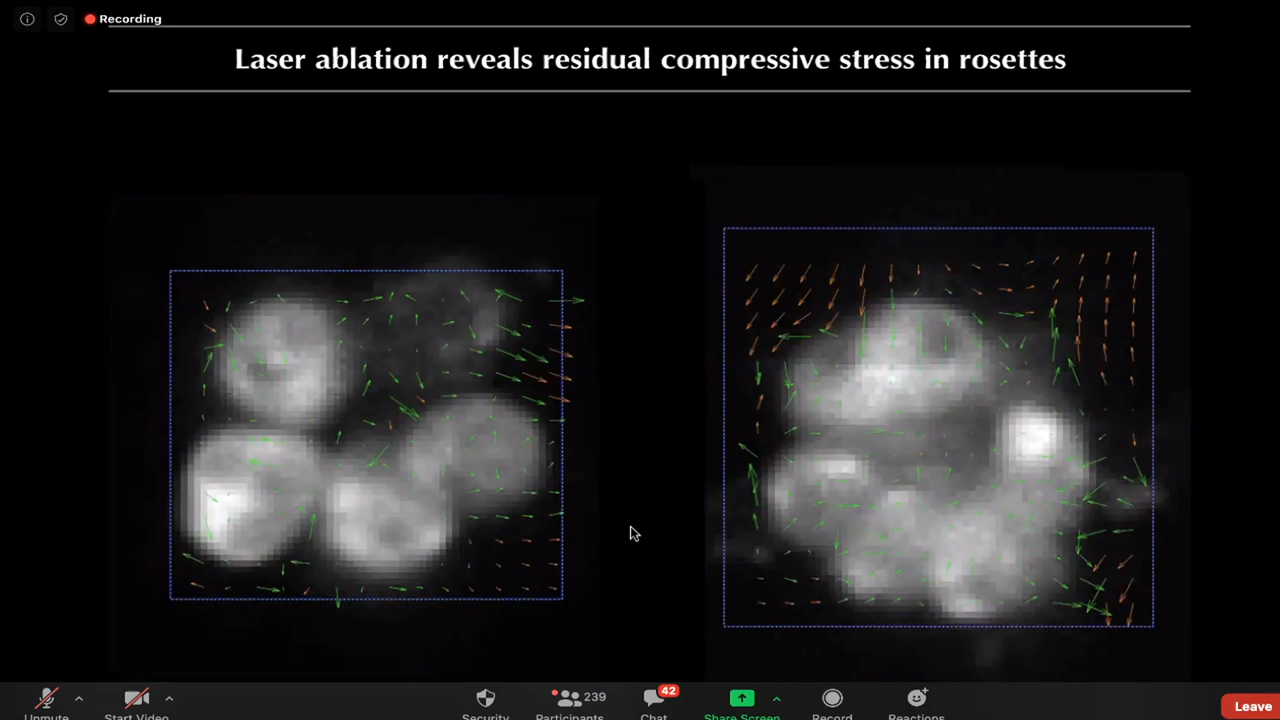 Recording
Laser ablation reveals residual compressive stress in rosettes
Unmute
Start Video
Security
239
Participants
42
Chat
Share Screen
Record
Reactions
Leave